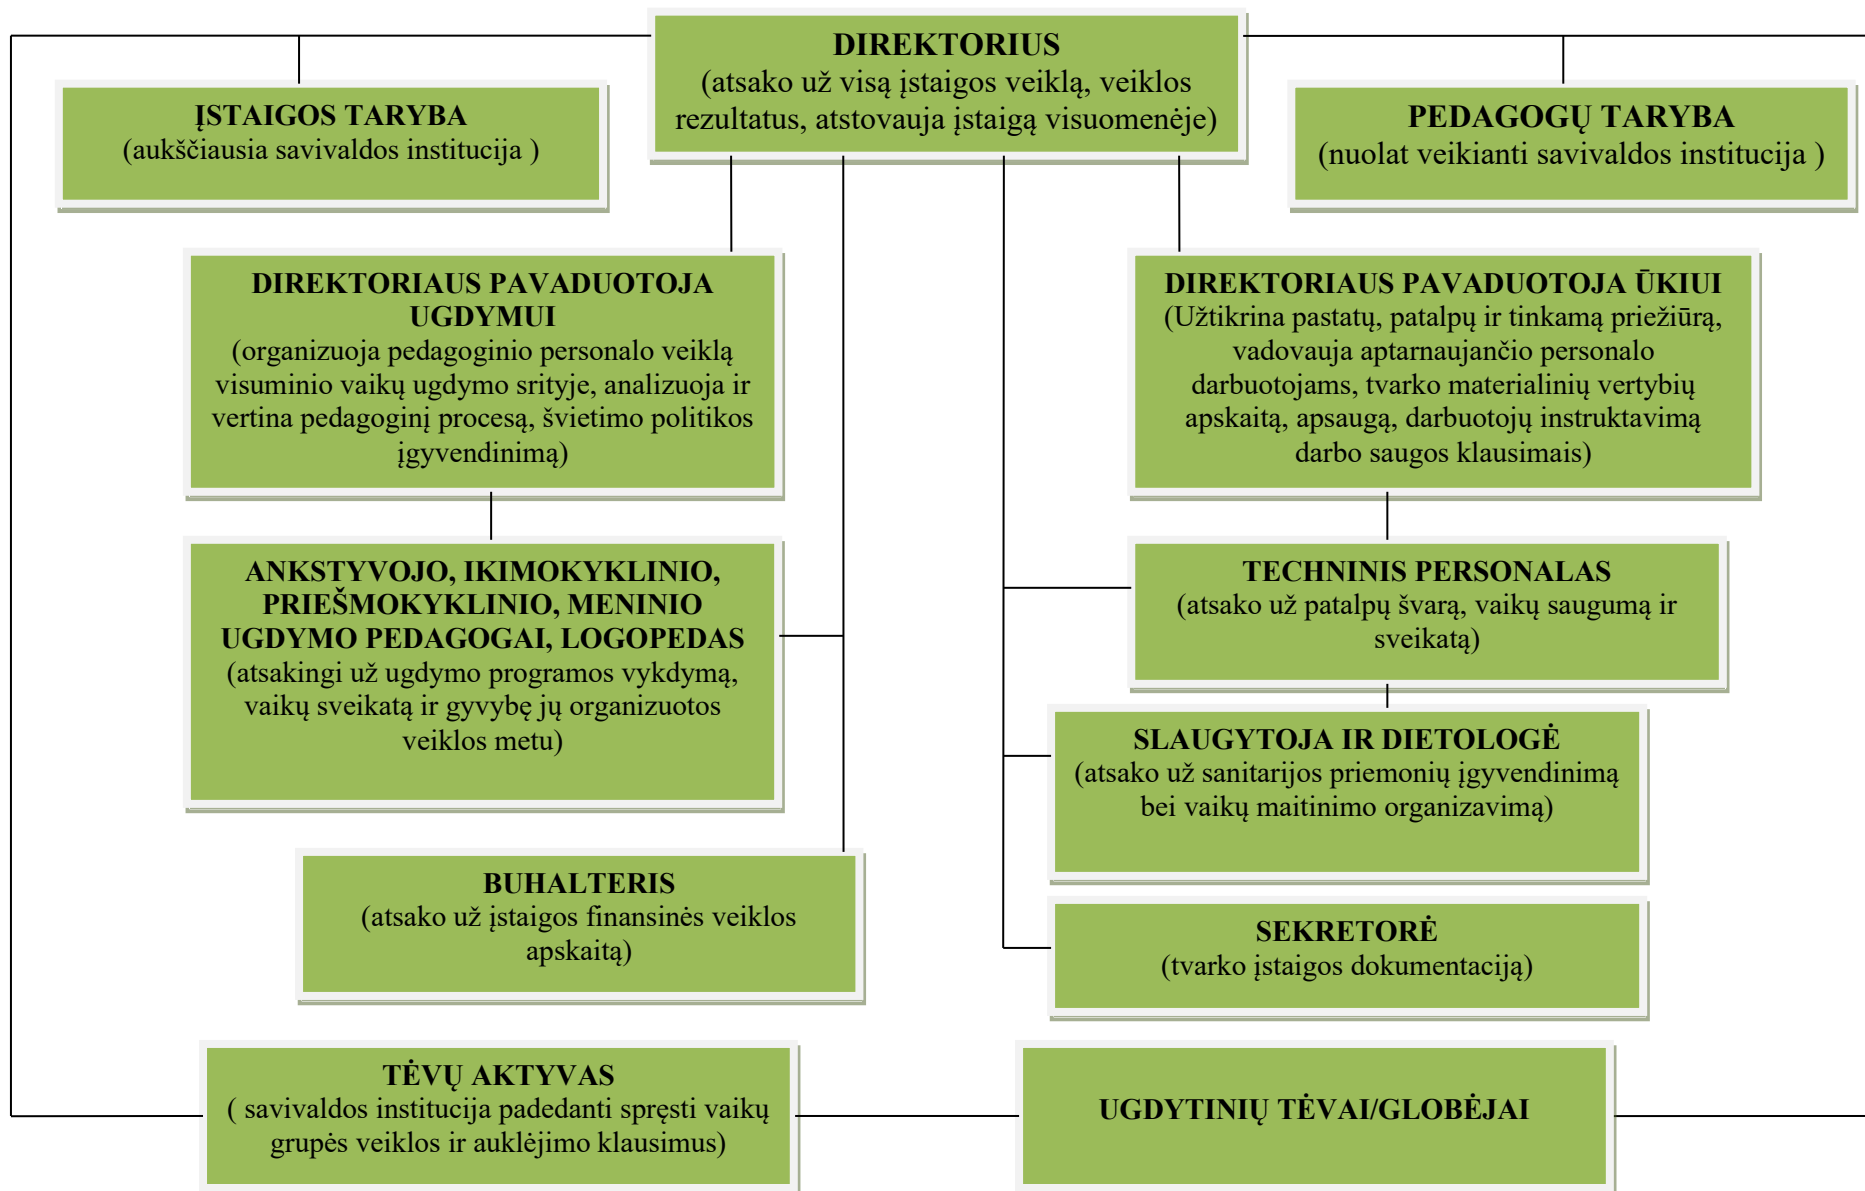 DIREKTORIUS
(atsako už visą įstaigos veiklą, veiklos
rezultatus, atstovauja įstaigą visuomenėje)
ĮSTAIGOS TARYBA
(aukščiausia savivaldos institucija )
PEDAGOGŲ TARYBA
(nuolat veikianti savivaldos institucija )
DIREKTORIAUS PAVADUOTOJA
UGDYMUI
(organizuoja pedagoginio personalo veiklą
visuminio vaikų ugdymo srityje, analizuoja ir
vertina pedagoginį procesą, švietimo politikos
įgyvendinimą)
DIREKTORIAUS PAVADUOTOJA ŪKIUI
(Užtikrina pastatų, patalpų ir tinkamą priežiūrą,
vadovauja aptarnaujančio personalo
darbuotojams, tvarko materialinių vertybių
apskaitą, apsaugą, darbuotojų instruktavimą
darbo saugos klausimais)
ANKSTYVOJO, IKIMOKYKLINIO,
PRIEŠMOKYKLINIO, MENINIO
UGDYMO PEDAGOGAI, LOGOPEDAS
(atsakingi už ugdymo programos vykdymą,
vaikų sveikatą ir gyvybę jų organizuotos
veiklos metu)
TECHNINIS PERSONALAS
(atsako už patalpų švarą, vaikų saugumą ir
sveikatą)
SLAUGYTOJA IR DIETOLOGĖ
(atsako už sanitarijos priemonių įgyvendinimą
bei vaikų maitinimo organizavimą)
BUHALTERIS
(atsako už įstaigos finansinės veiklos
apskaitą)
SEKRETORĖ
(tvarko įstaigos dokumentaciją)
TĖVŲ AKTYVAS
( savivaldos institucija padedanti spręsti vaikų
grupės veiklos ir auklėjimo klausimus)
UGDYTINIŲ TĖVAI/GLOBĖJAI